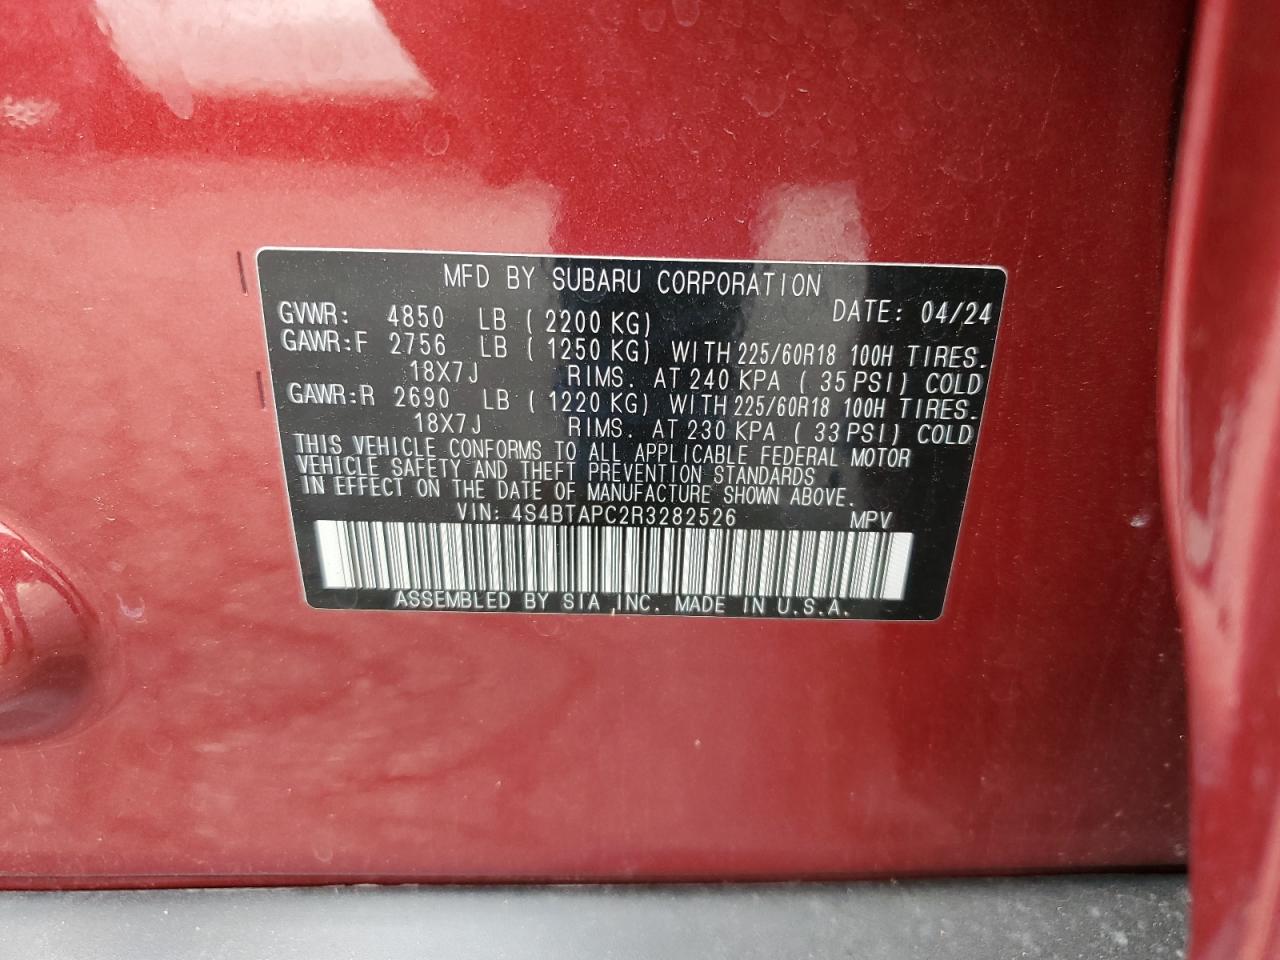 MFD BY SUBARU CORPORATION
GVWR: 4850 LB ( 2200 KG) DATE: 04/24
GAWR:F 2756 LB ( 1250 KG) WITH 225/60R18 100H TIRES.
18X7J RIMS. AT 240 KPA ( 35 PSI) COLD
GAWR:R 2690 LB ( 1220 KG) WITH 225/60R18 100H TIRES.
18X7J RIMS. AT 230 KPA ( 33 PSI) COLD
THIS VEHICLE CONFORMS TO ALL APPLICABLE FEDERAL MOTOR
VEHICLE SAFETY AND THEFT PREVENTION STANDARDS
IN EFFECT ON THE DATE OF MANUFACTURE SHOWN ABOVE.
VIN: 4S4BTAPC2R3282526 MPV
ASSEMBLED BY SIA INC. MADE IN U.S.A.